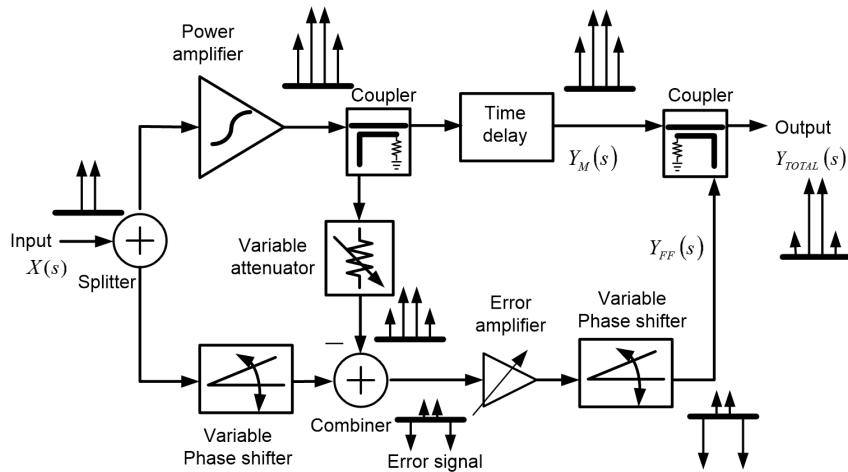 Power
amplifier
Coupler
Time
delay
Coupler
Output
Y_M(s)
Y_TOTAL(s)
Input
X(s)
Splitter
Variable
attenuator
Y_FF(s)
Error
amplifier
Variable
Phase shifter
−
+
+
Variable
Phase shifter
Combiner
Error signal